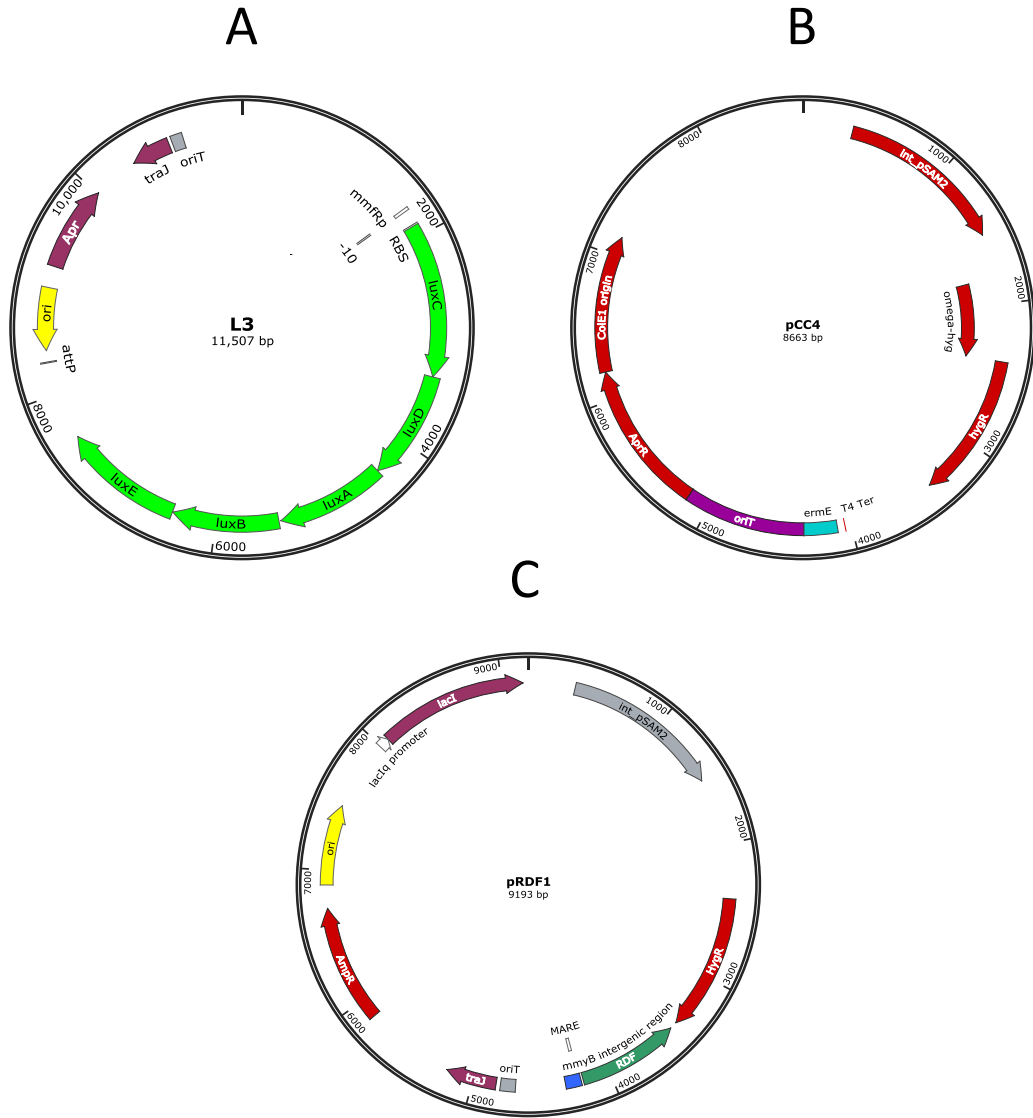 A
B
oriT
traJ
10,000
Apr
ori
attP
8000
mmfRp
2000
-10
RBS
luxC
L3
11,507 bp
luxD
4000
luxA
luxB
6000
luxE
8000
int_pSAM2
1000
7000
2000
ColE1 origin
omega-hyg
pCC4
8663 bp
hygR
3000
6000
AprR
oriT
ermE
T4 Ter
5000
4000
C
9000
lacI
8000
lacIq promoter
int_pSAM2
1000
2000
ori
7000
pRDF1
9193 bp
HygR
3000
AmpR
6000
MARE
mmyB intergenic region
RDF
4000
oriT
traJ
5000